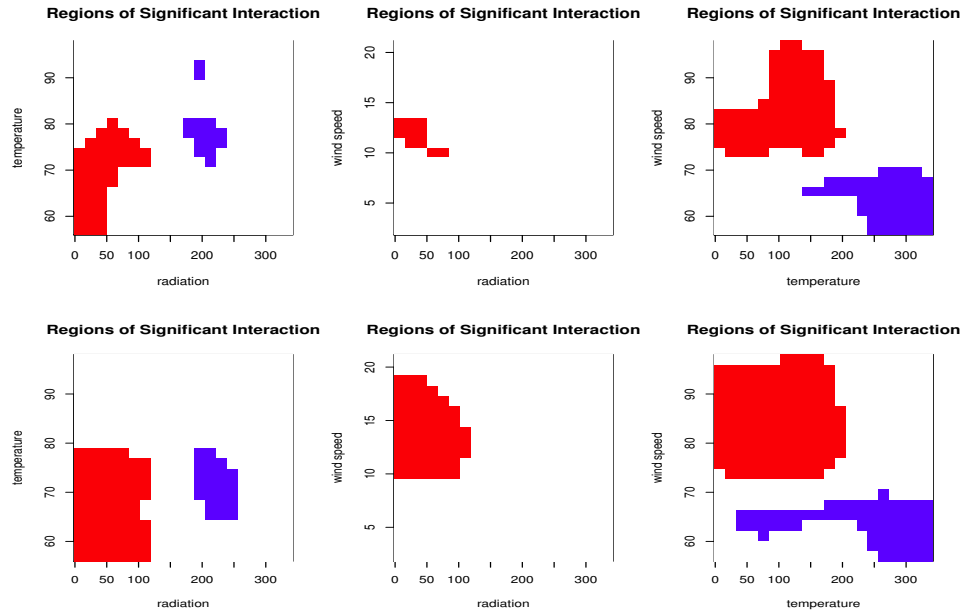 Regions of Significant Interaction
temperature
60 70 80 90
0 50 100 200 300
radiation
Regions of Significant Interaction
wind speed
5 10 15 20
0 50 100 200 300
radiation
Regions of Significant Interaction
wind speed
60 70 80 90
0 50 100 200 300
temperature
Regions of Significant Interaction
temperature
60 70 80 90
0 50 100 200 300
radiation
Regions of Significant Interaction
wind speed
5 10 15 20
0 50 100 200 300
radiation
Regions of Significant Interaction
wind speed
60 70 80 90
0 50 100 200 300
temperature